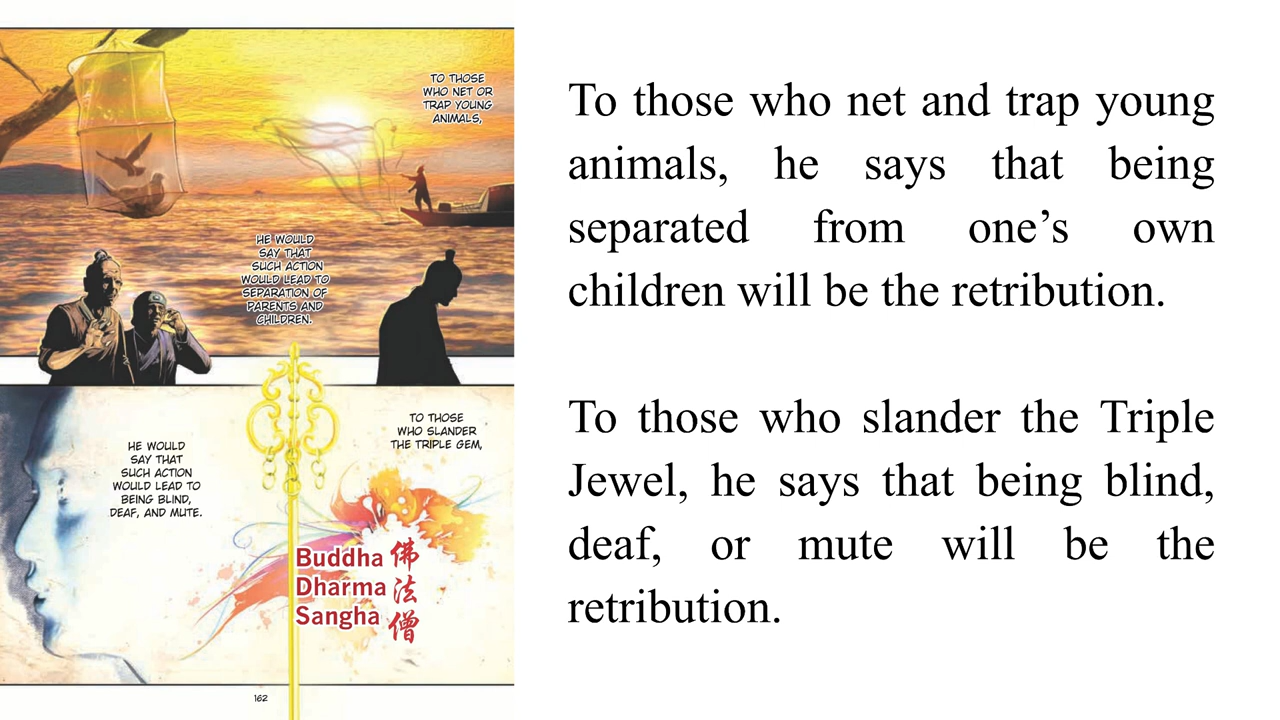 TO THOSE
WHO NET OR
TRAP YOUNG
ANIMALS,
HE WOULD
SAY THAT
SUCH ACTION
WOULD LEAD TO
SEPARATION OF
PARENTS AND
CHILDREN.
TO THOSE
WHO SLANDER
THE TRIPLE GEM,
HE WOULD
SAY THAT
SUCH ACTION
WOULD LEAD TO
BEING BLIND,
DEAF, AND MUTE.
Buddha 佛
Dharma 法
Sangha 僧
162
To those who net and trap young
animals, he says that being
separated from one’s own
children will be the retribution.
To those who slander the Triple
Jewel, he says that being blind,
deaf, or mute will be the
retribution.